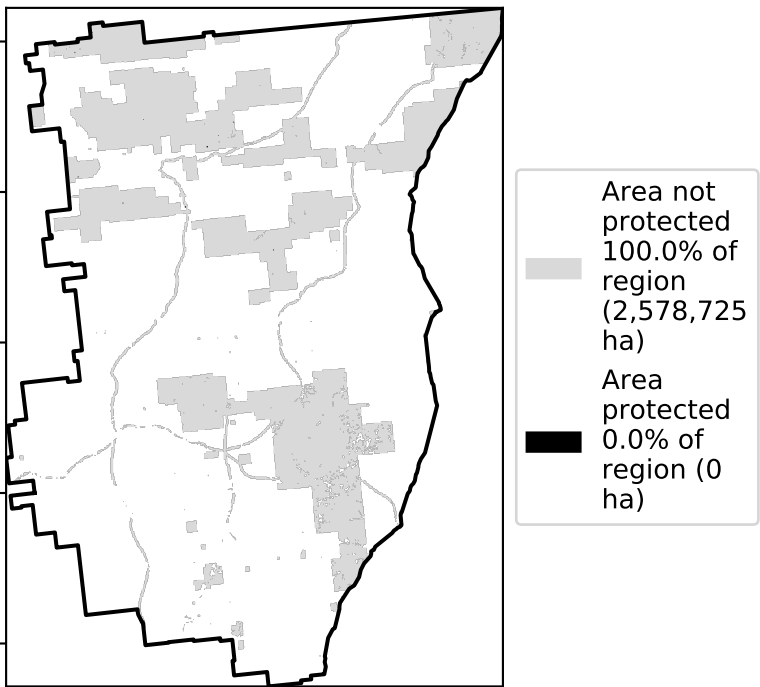 Area not
protected
100.0% of
region
(2,578,725
ha)
Area
protected
0.0% of
region (0
ha)